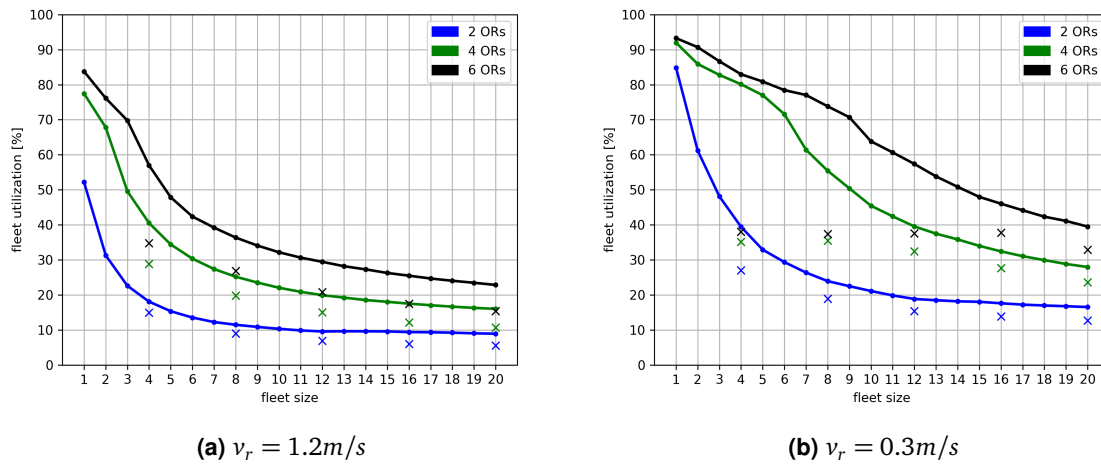 100
90
80
70
60
50
40
30
20
10
0
fleet utilization [%]
2 ORs
4 ORs
6 ORs
1 2 3 4 5 6 7 8 9 10 11 12 13 14 15 16 17 18 19 20
fleet size
(a) v_r = 1.2m/s
100
90
80
70
60
50
40
30
20
10
0
fleet utilization [%]
2 ORs
4 ORs
6 ORs
1 2 3 4 5 6 7 8 9 10 11 12 13 14 15 16 17 18 19 20
fleet size
(b) v_r = 0.3m/s